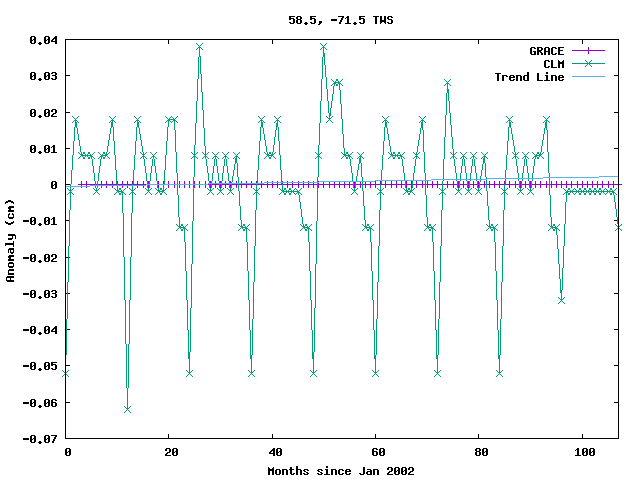 58.5, -71.5 TWS
GRACE
CLM
Trend Line
0.04
0.03
0.02
0.01
0
-0.01
-0.02
-0.03
-0.04
-0.05
-0.06
-0.07
Anomaly (cm)
0 20 40 60 80 100
Months since Jan 2002